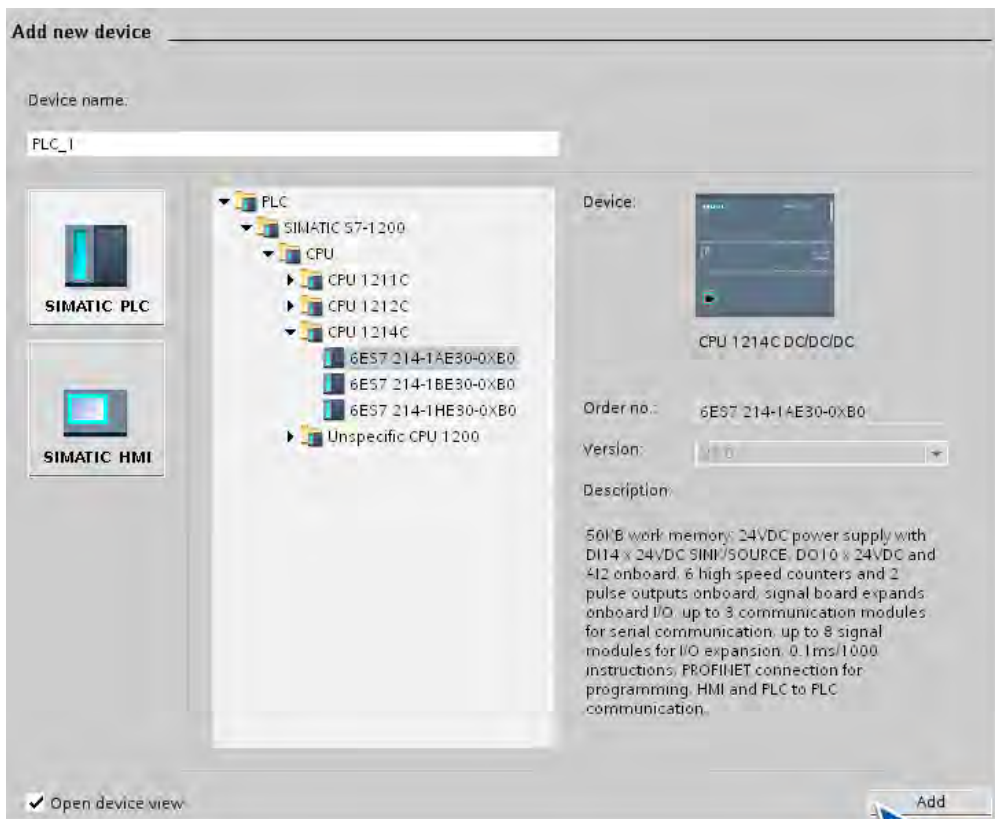 Add new device
Device name:
PLC_1
SIMATIC PLC
SIMATIC HMI
PLC
SIMATIC S7-1200
CPU
CPU 1211C
CPU 1212C
CPU 1214C
6ES7 214-1AE30-0XB0
6ES7 214-1BE30-0XB0
6ES7 214-1HE30-0XB0
Unspecific CPU 1200
Device:
CPU 1214C DC/DC/DC
Order no.:
6ES7 214-1AE30-0XB0
Version:
Description:
50KB work memory; 24VDC power supply with
DI14 x 24VDC SINK/SOURCE, DQ10 x 24VDC and
AI2 onboard. 6 high speed counters and 2
pulse outputs onboard, signal board expands
onboard I/O, up to 3 communication modules
for serial communication, up to 8 signal
modules for I/O expansion, 0.1ms/1000
instructions, PROFINET connection for
programming, HMI and PLC to PLC
communication.
Open device view
Add